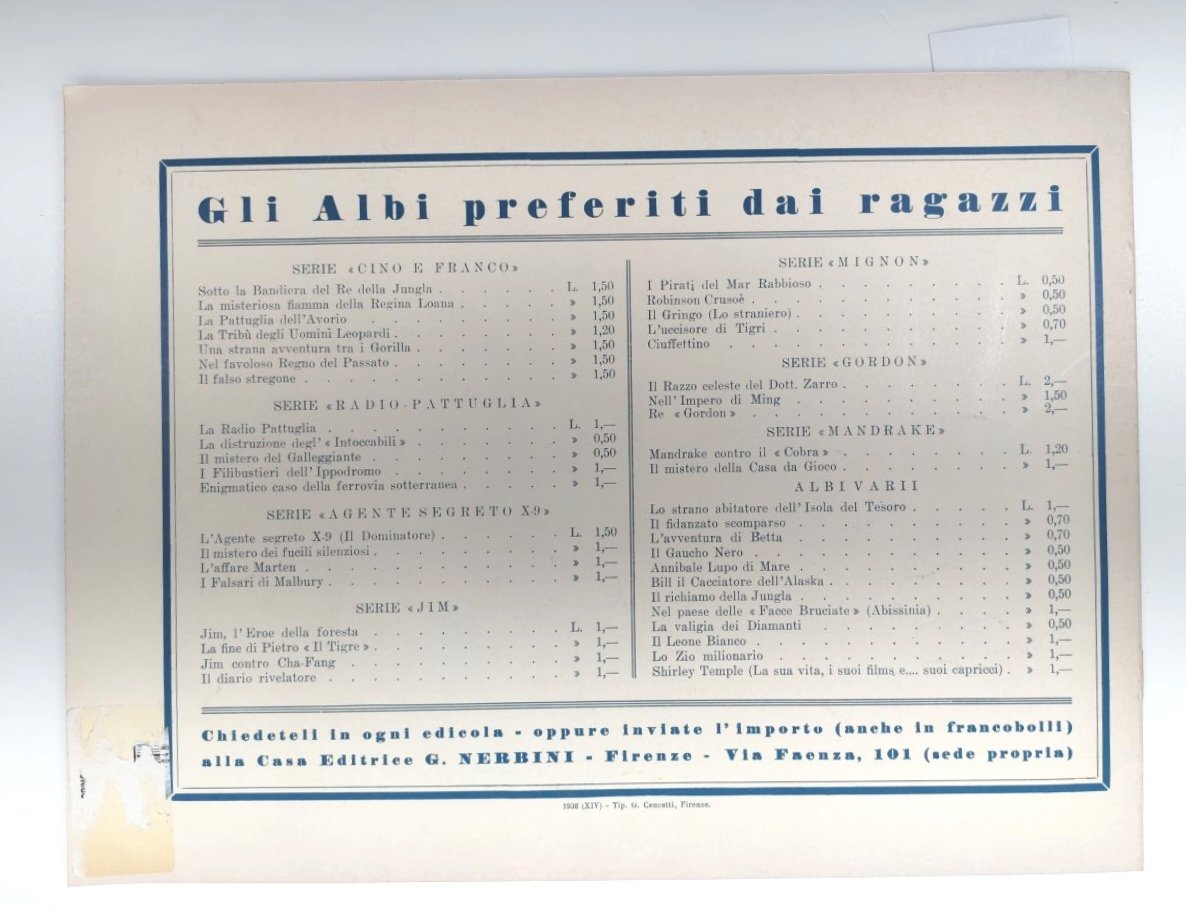 Gli Albi preferiti dai ragazzi
SERIE «CINO E FRANCO»
Sotto la Bandiera del Re della Jungla . . . . . L. 1,50
La misteriosa fiamma della Regina Loana . . . . . » 1,50
La Pattuglia dell'Avorio . . . . . . . » 1,50
La Tribù degli Uomini Leopardi . . . . . . . » 1,20
Una strana avventura tra i Gorilla . . . . . . » 1,50
Nel favoloso Regno del Passato . . . . . . . » 1,50
Il falso stregone . . . . . . . . . . » 1,50
SERIE «RADIO-PATTUGLIA»
La Radio Pattuglia . . . . . . . . . L. 1,—
La distruzione degl' «Intoccabili» . . . . . . » 0,50
Il mistero del Galleggiante . . . . . . . » 0,50
I Filibustieri dell'Ippodromo . . . . . . . » 1,—
Enigmatico caso della ferrovia sotterranea . . . . . » 1,—
SERIE «AGENTE SEGRETO X-9»
L'Agente segreto X-9 (Il Dominatore) . . . . . L. 1,50
Il mistero dei fucili silenziosi . . . . . . . . » 1,—
L'affare Marten . . . . . . . . . . » 1,—
I Falsari di Malbury . . . . . . . . . » 1,—
SERIE «JIM»
Jim, l'Eroe della foresta . . . . . . . L. 1,—
La fine di Pietro «Il Tigre» . . . . . . . . » 1,—
Jim contro Cha-Fang . . . . . . . . » 1,—
Il diario rivelatore . . . . . . . . . » 1,—
SERIE «MIGNON»
I Pirati del Mar Rabbioso . . . . . . . L. 0,50
Robinson Crusoè . . . . . . . . . . » 0,50
Il Gringo (Lo straniero) . . . . . . . . » 0,50
L'uccisore di Tigri . . . . . . . . . » 0,70
Ciuffettino . . . . . . . . . . » 1,—
SERIE «GORDON»
Il Razzo celeste del Dott. Zarro . . . . . . . L. 2,—
Nell'Impero di Ming . . . . . . . . » 1,50
Re «Gordon» . . . . . . . . . . » 2,—
SERIE «MANDRAKE»
Mandrake contro il «Cobra» . . . . . . . L. 1,20
Il mistero della Casa da Gioco . . . . . . . » 1,—
ALBI VARII
Lo strano abitatore dell'Isola del Tesoro . . . . . L. 1,—
Il fidanzato scomparso . . . . . . . . » 0,70
L'avventura di Betta . . . . . . . . » 0,70
Il Gaucho Nero . . . . . . . . . . » 0,50
Annibale Lupo di Mare . . . . . . . . » 0,50
Bill il Cacciatore dell'Alaska . . . . . . . » 0,50
Il richiamo della Jungla . . . . . . . . » 0,50
Nel paese delle «Facce Bruciate» (Abissinia) . . . . » 1,—
La valigia dei Diamanti . . . . . . . » 0,50
Il Leone Bianco . . . . . . . . . . » 1,—
Lo Zio milionario . . . . . . . . . » 1,—
Shirley Temple (La sua vita, i suoi films, e.... suoi capricci) . » 1,—
Chiedeteli in ogni edicola - oppure inviate l'importo (anche in francobolli)
alla Casa Editrice G. NERBINI - Firenze - Via Faenza, 101 (sede propria)
1936 (XIV) - Tip. G. Cencetti, Firenze.